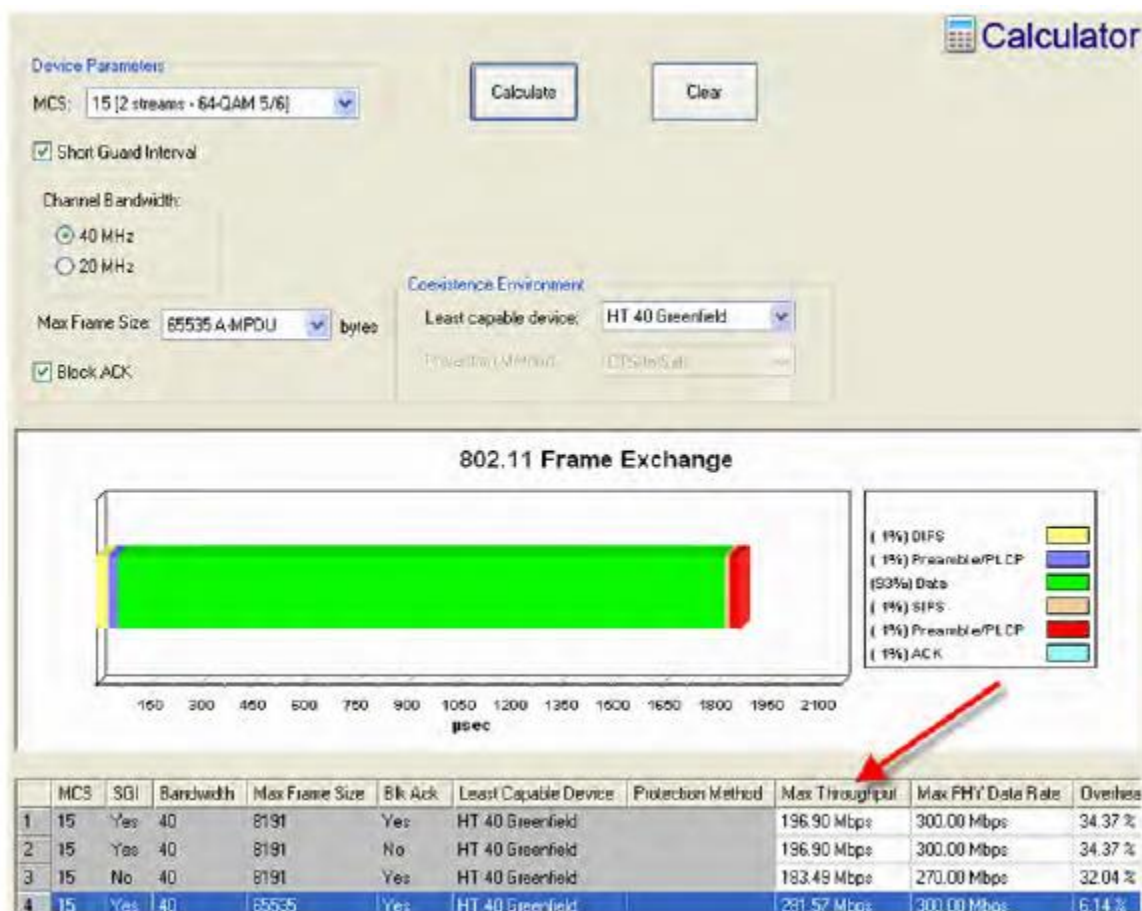 Calculator
Device Parameters
MCS: 15 [2 streams - 64-QAM 5/6]
Calculate
Clear
Short Guard Interval
Channel Bandwidth:
40 MHz
20 MHz
Coexistence Environment
Max Frame Size: 65535 A-MPDU bytes
Least capable device: HT 40 Greenfield
Protection Method:
Block ACK
802.11 Frame Exchange
( 1%) DIFS
( 1%) Preamble/PLCP
(93%) Data
( 1%) SIFS
( 1%) Preamble/PLCP
( 1%) ACK
150 300 450 600 750 900 1050 1200 1350 1500 1650 1800 1950 2100
µsec
MCS SGI Bandwidth Max Frame Size Blk Ack Least Capable Device Protection Method Max Throughput Max PHY Data Rate Overhea
1 15 Yes 40 8191 Yes HT 40 Greenfield 196.90 Mbps 300.00 Mbps 34.37 %
2 15 Yes 40 8191 No HT 40 Greenfield 196.90 Mbps 300.00 Mbps 34.37 %
3 15 No 40 8191 Yes HT 40 Greenfield 183.49 Mbps 270.00 Mbps 32.04 %
4 15 Yes 40 65535 Yes HT 40 Greenfield 281.57 Mbps 300.00 Mbps 6.14 %